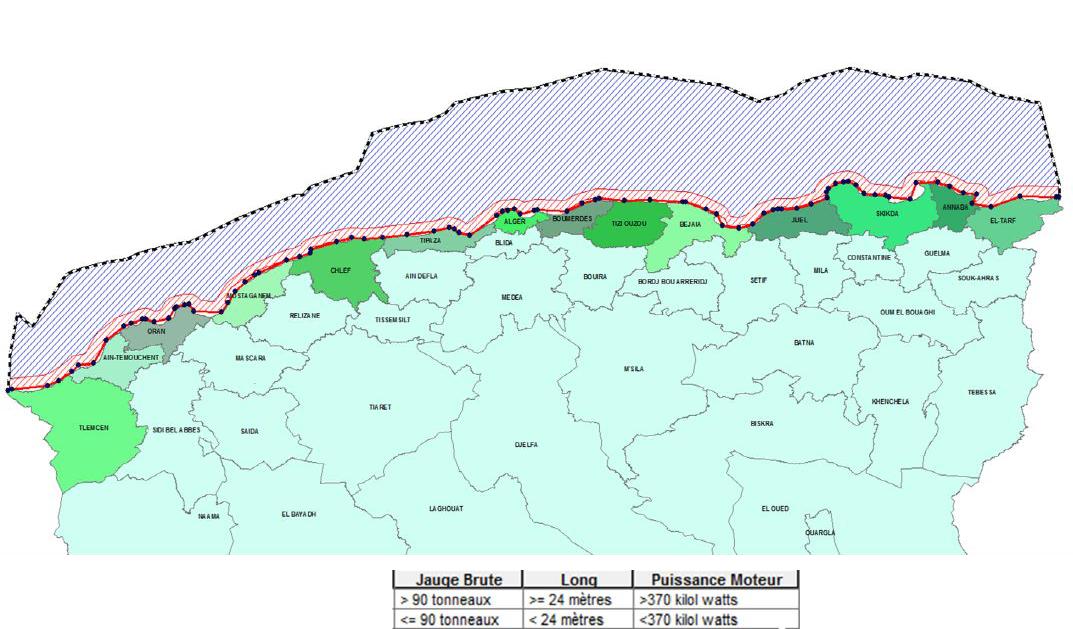 ANNABA
SKIKDA
JIJEL
EL-TARF
TIZI OUZOU
BOUMERDES
ALGER
BEJAIA
TIPAZA
BLIDA
CONSTANTINE
GUELMA
CHLEF
AIN DEFLA
BOUIRA
BORDJ BOU ARRERIDJ
SETIF
MILA
SOUK-AHRAS
MOSTAGANEM
MEDEA
RELIZANE
TISSEMSILT
OUM EL BOUAGHI
ORAN
AIN-TEMOUCHENT
MASCARA
BATNA
M'SILA
TEBESSA
KHENCHELA
TIARET
TLEMCEN
SIDI BEL ABBES
SAIDA
BISKRA
DJELFA
NAAMA
EL BAYADH
LAGHOUAT
EL OUED
OUARGLA
Jauge Brute Long Puissance Moteur
> 90 tonneaux >= 24 mètres >370 kilol watts
<= 90 tonneaux < 24 mètres <370 kilol watts